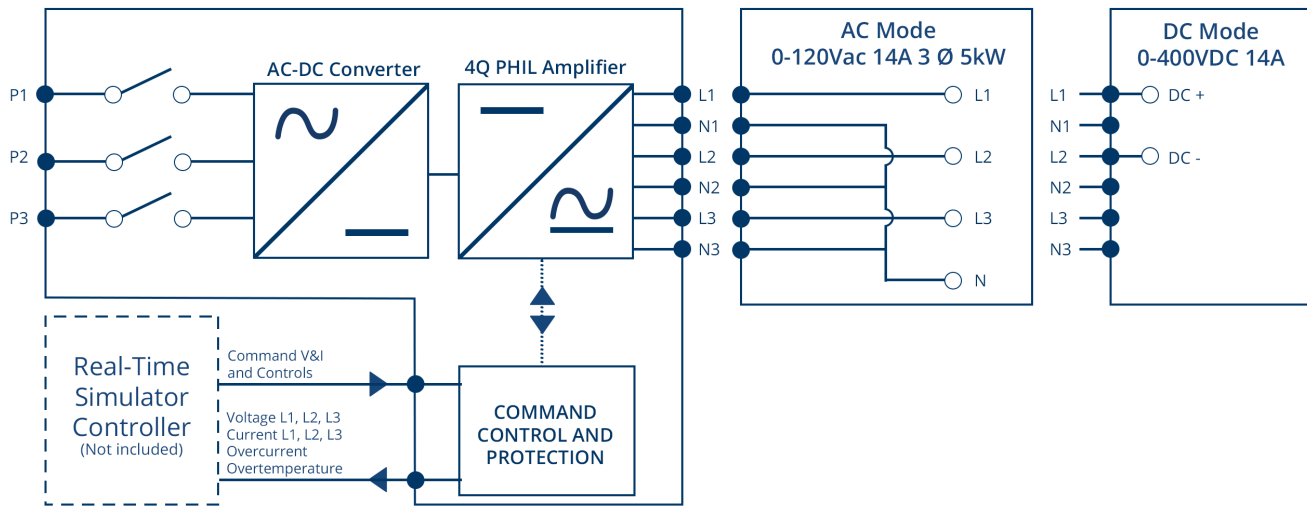 AC-DC Converter
4Q PHIL Amplifier
P1
P2
P3
L1
N1
L2
N2
L3
N3
AC Mode
0-120Vac 14A 3 Ø 5kW
L1
L2
L3
N
DC Mode
0-400VDC 14A
L1
N1
L2
N2
L3
N3
DC +
DC -
Real-Time
Simulator
Controller
(Not included)
Command V&I
and Controls
Voltage L1, L2, L3
Current L1, L2, L3
Overcurrent
Overtemperature
COMMAND
CONTROL AND
PROTECTION